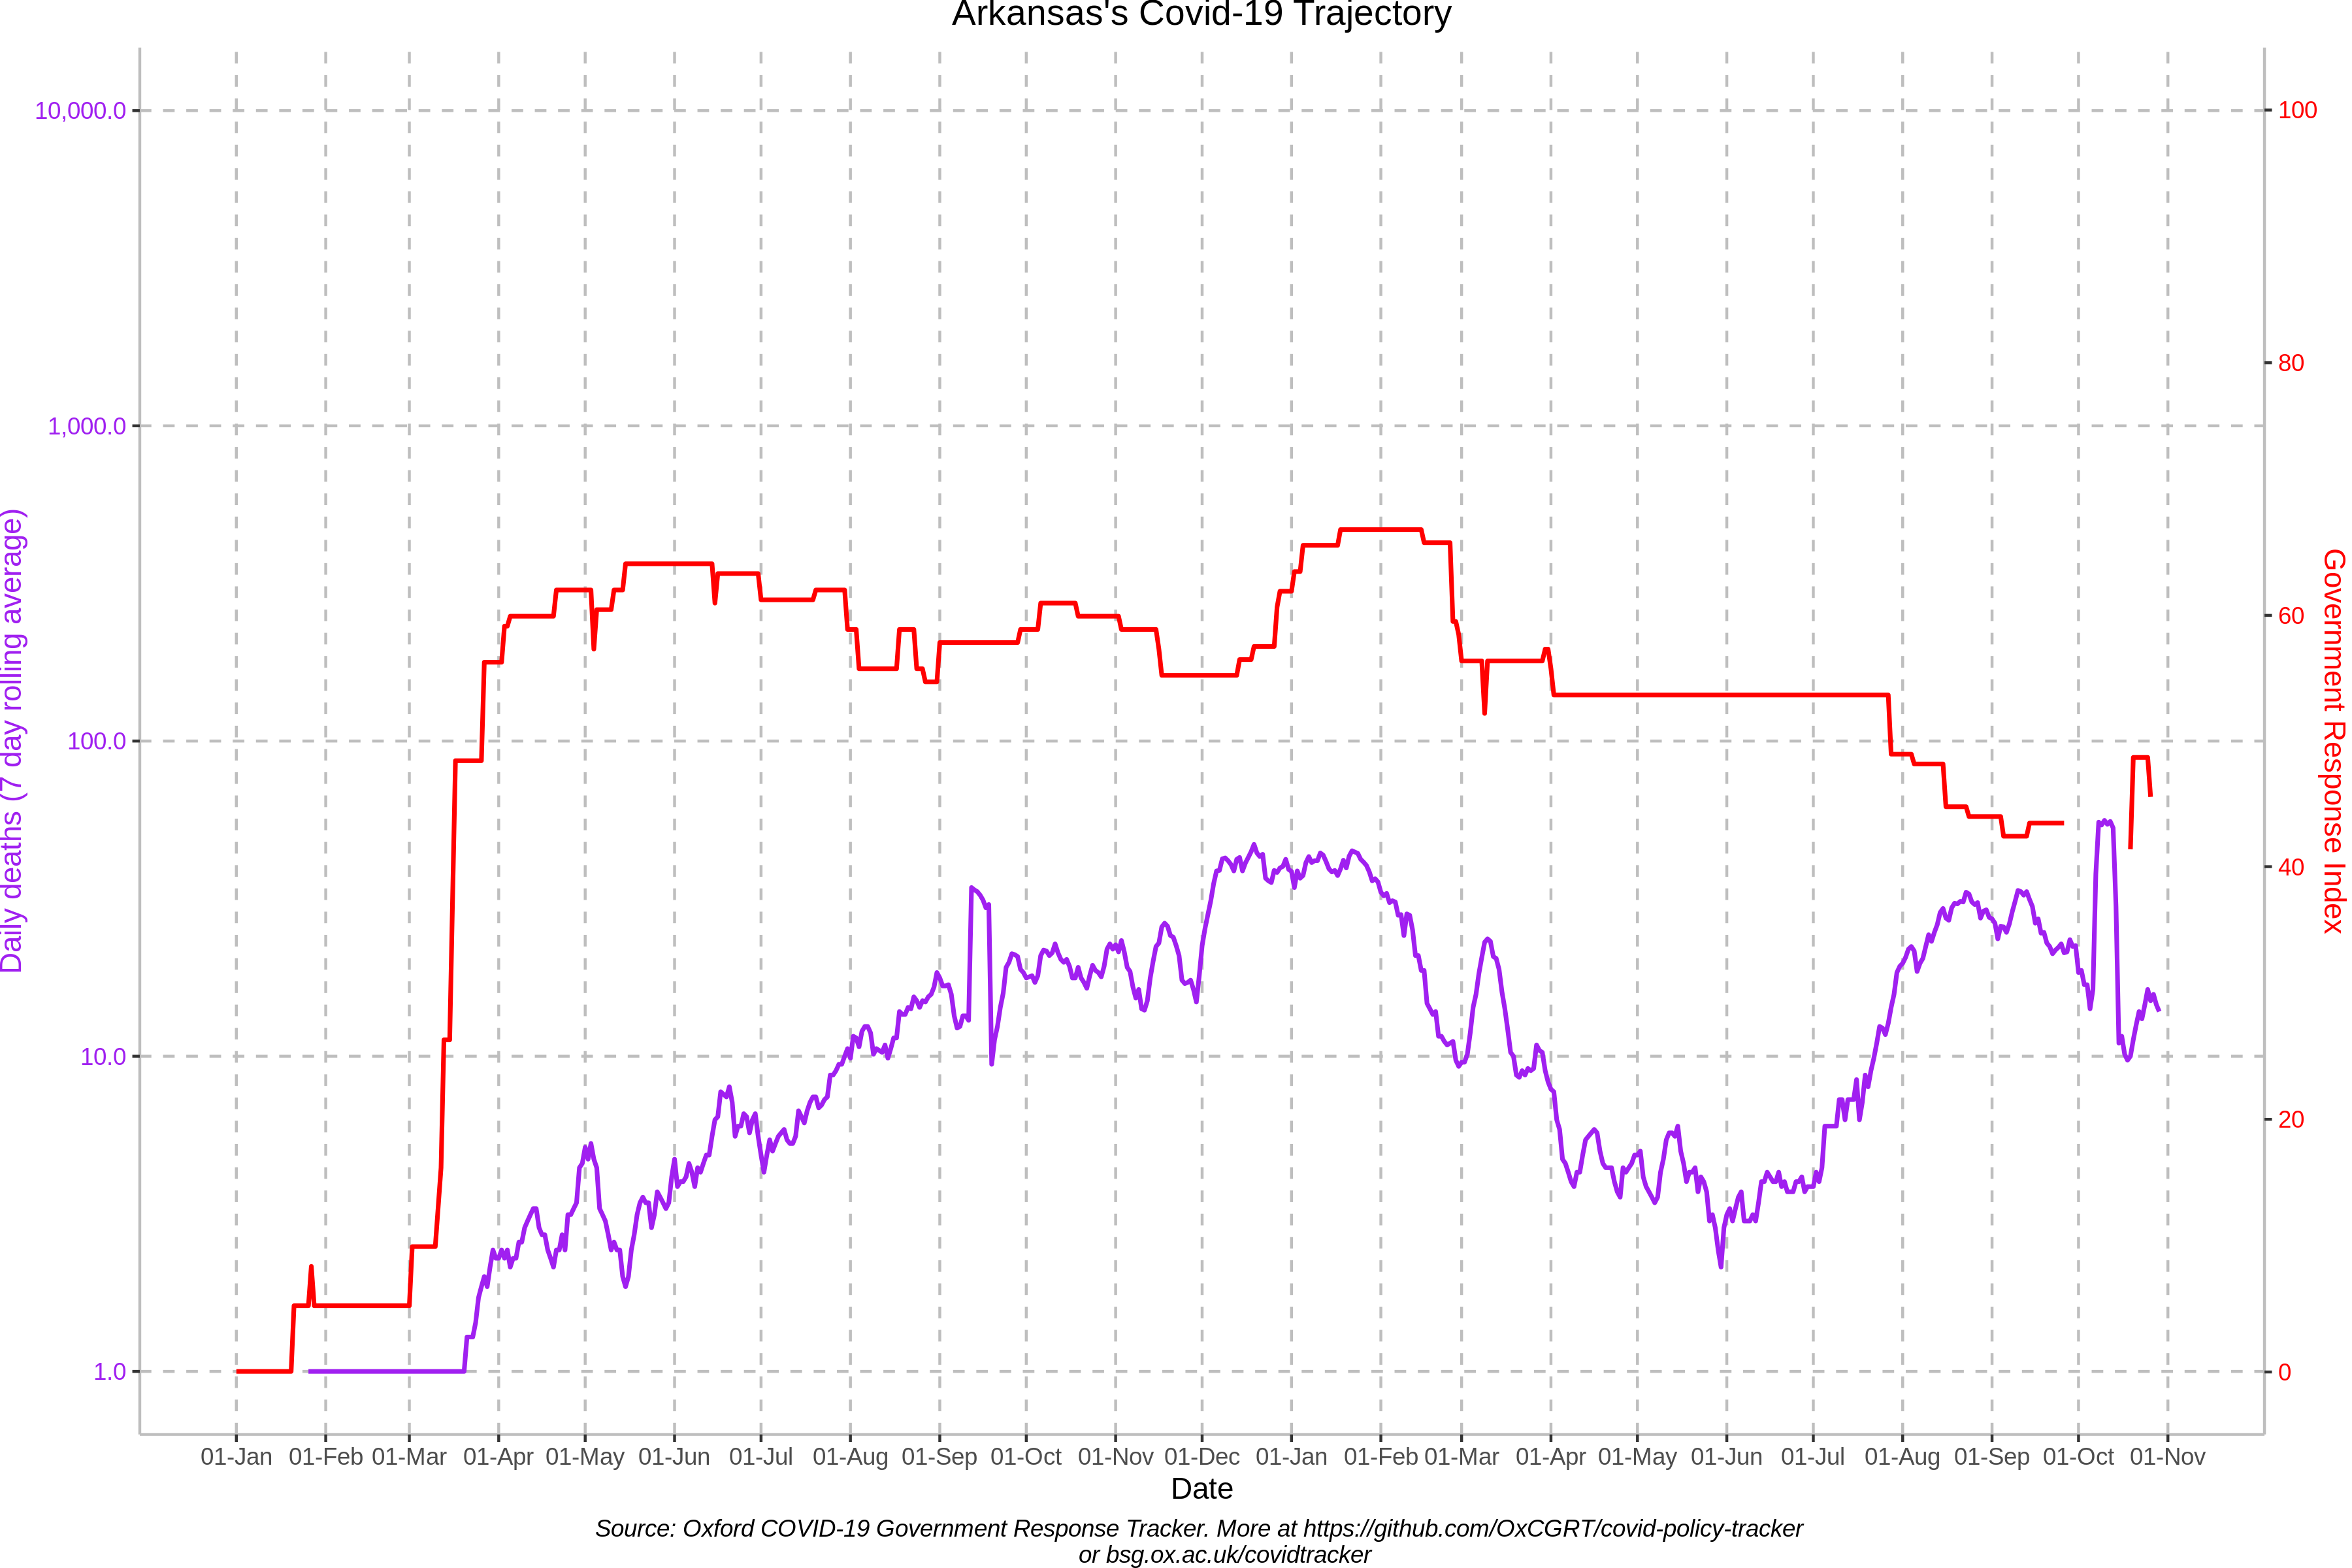 Arkansas's Covid-19 Trajectory
10,000.0
1,000.0
100.0
10.0
1.0
Daily deaths (7 day rolling average)
100
80
60
40
20
0
Government Response Index
01-Jan 01-Feb 01-Mar 01-Apr 01-May 01-Jun 01-Jul 01-Aug 01-Sep 01-Oct 01-Nov 01-Dec 01-Jan 01-Feb 01-Mar 01-Apr 01-May 01-Jun 01-Jul 01-Aug 01-Sep 01-Oct 01-Nov
Date
Source: Oxford COVID-19 Government Response Tracker. More at https://github.com/OxCGRT/covid-policy-tracker
or bsg.ox.ac.uk/covidtracker